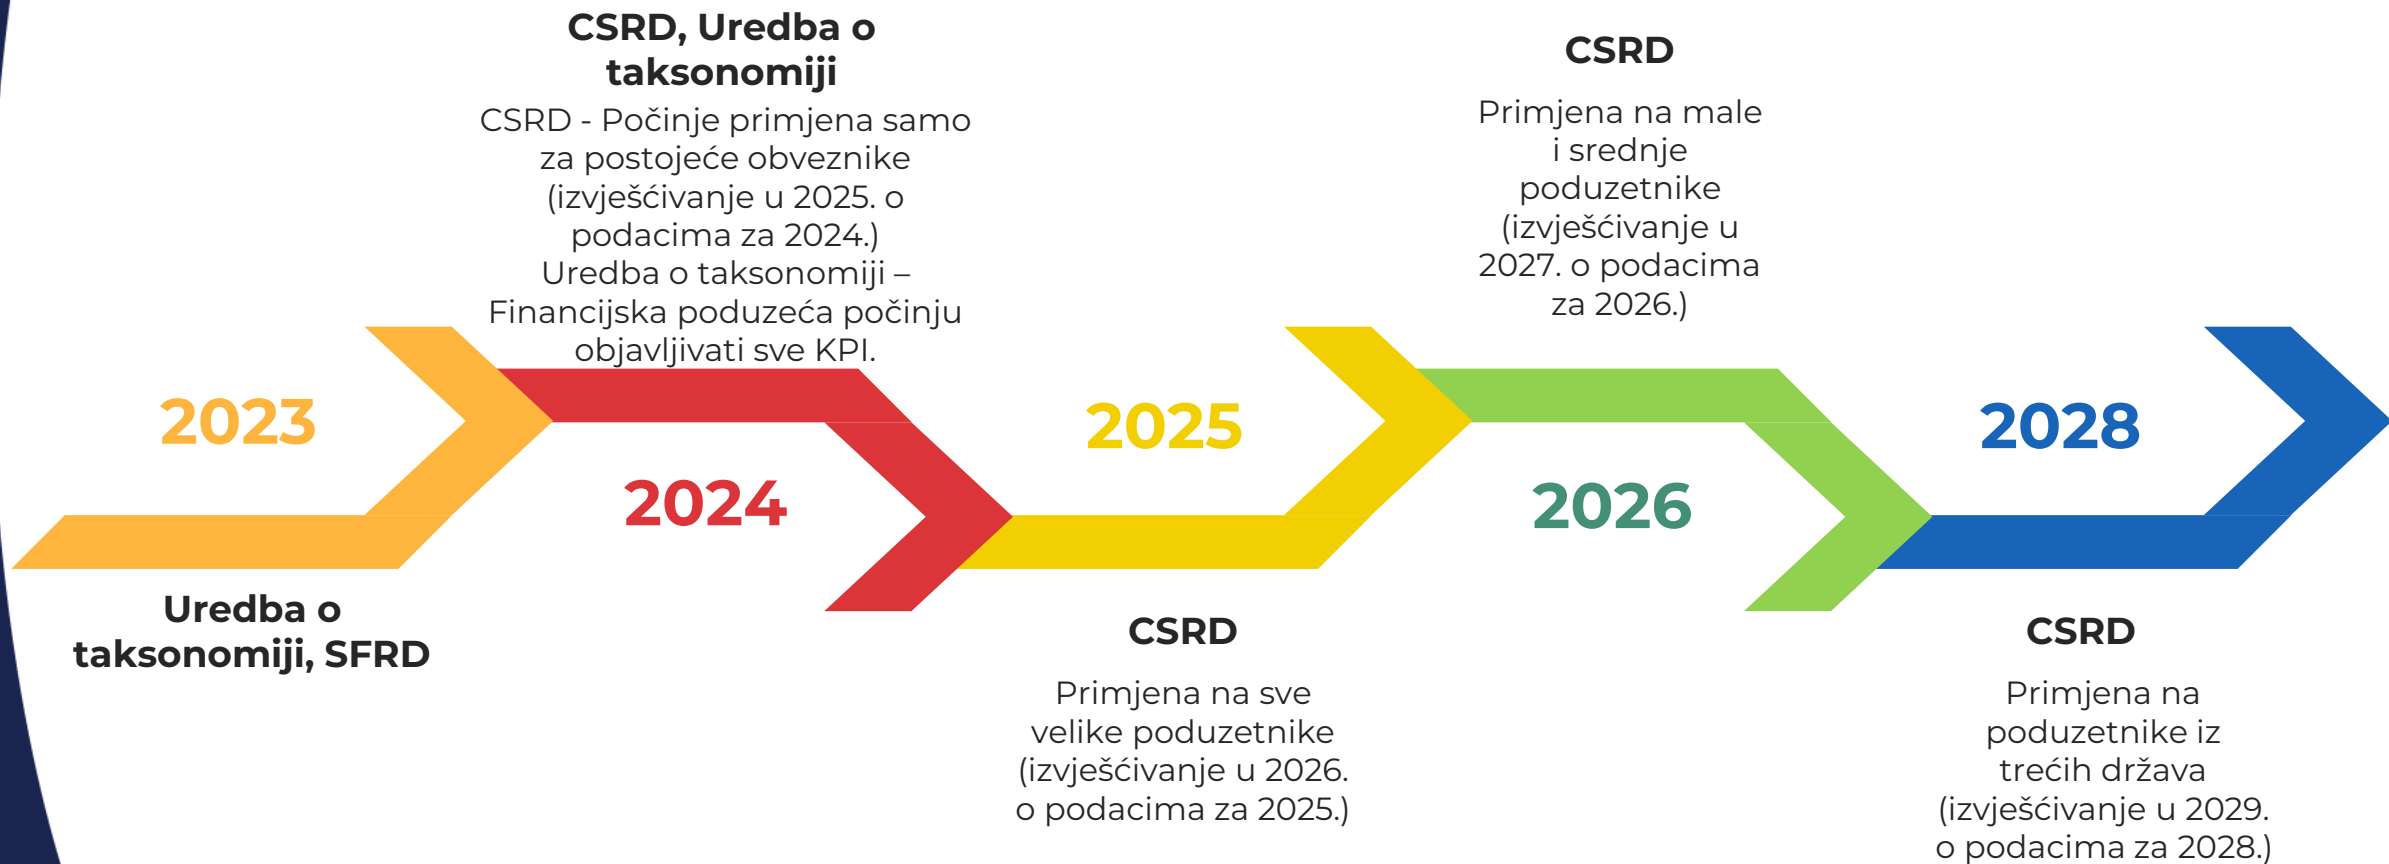 2023
Uredba o
taksonomiji, SFRD
CSRD, Uredba o
taksonomiji
CSRD - Počinje primjena samo
za postojeće obveznike
(izvješćivanje u 2025. o
podacima za 2024.)
Uredba o taksonomiji –
Financijska poduzeća počinju
objavljivati sve KPI.
2024
2025
CSRD
Primjena na sve
velike poduzetnike
(izvješćivanje u 2026.
o podacima za 2025.)
CSRD
Primjena na male
i srednje
poduzetnike
(izvješćivanje u
2027. o podacima
za 2026.)
2026
2028
CSRD
Primjena na
poduzetnike iz
trećih država
(izvješćivanje u 2029.
o podacima za 2028.)